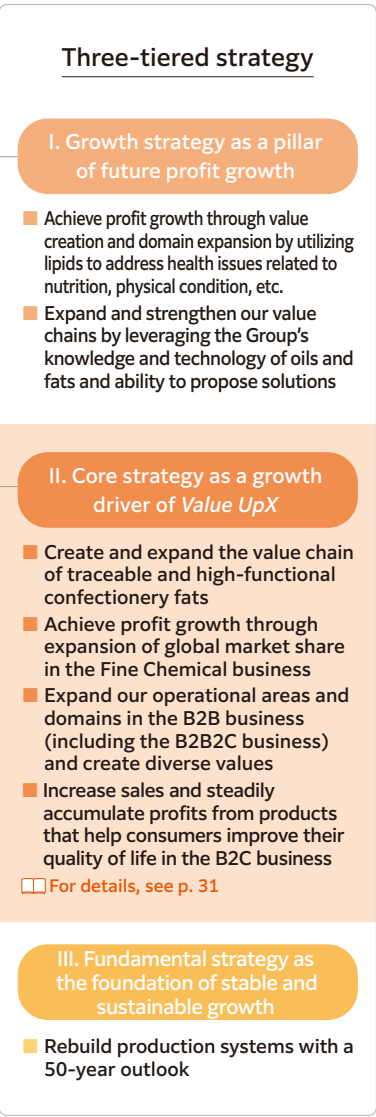 Three-tiered strategy
I. Growth strategy as a pillar
of future profit growth
■ Achieve profit growth through value
creation and domain expansion by utilizing
lipids to address health issues related to
nutrition, physical condition, etc.
■ Expand and strengthen our value
chains by leveraging the Group's
knowledge and technology of oils and
fats and ability to propose solutions
II. Core strategy as a growth
driver of Value UpX
■ Create and expand the value chain
of traceable and high-functional
confectionery fats
■ Achieve profit growth through
expansion of global market share
in the Fine Chemical business
■ Expand our operational areas and
domains in the B2B business
(including the B2B2C business)
and create diverse values
■ Increase sales and steadily
accumulate profits from products
that help consumers improve their
quality of life in the B2C business
For details, see p. 31
III. Fundamental strategy as
the foundation of stable and
sustainable growth
■ Rebuild production systems with a
50-year outlook